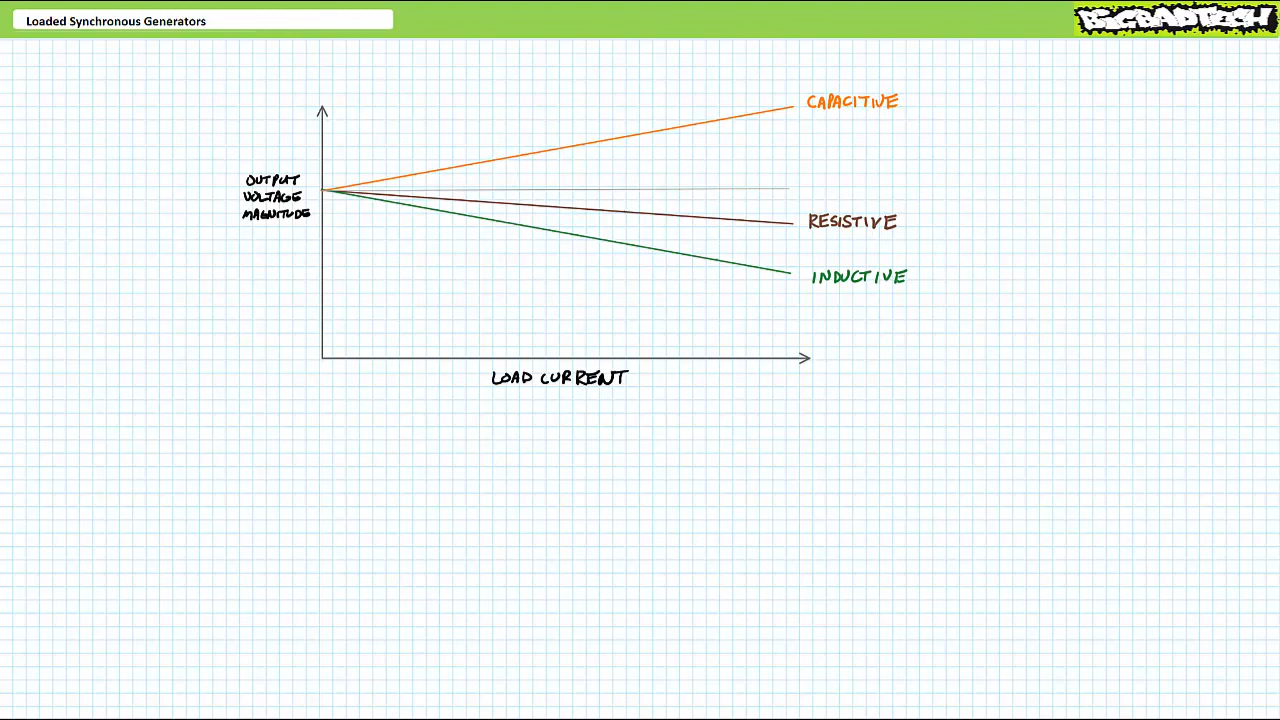 Loaded Synchronous Generators
BIGBADTECH
CAPACITIVE
OUTPUT
VOLTAGE
MAGNITUDE
RESISTIVE
INDUCTIVE
LOAD CURRENT